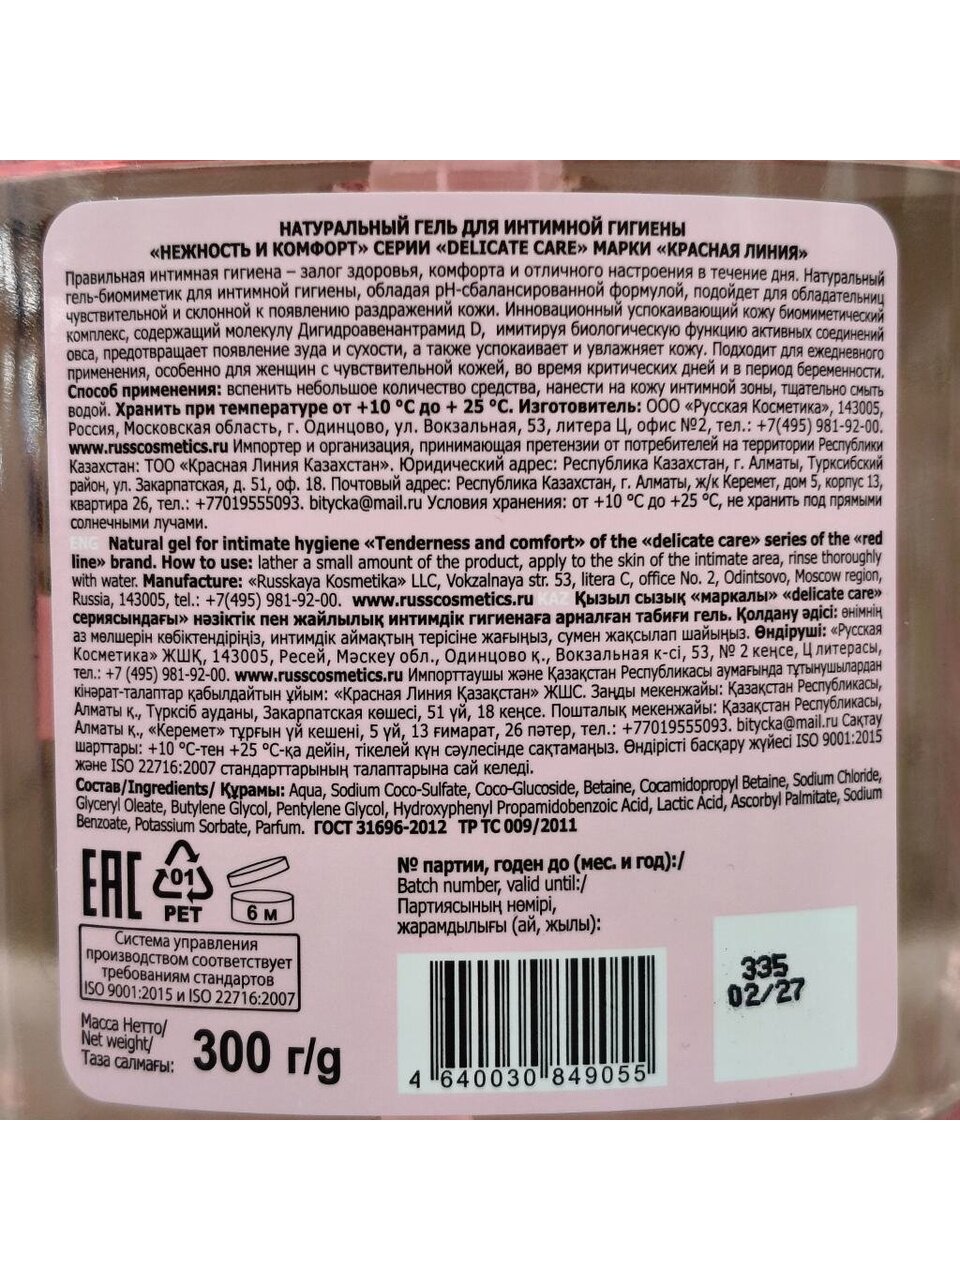 НАТУРАЛЬНЫЙ ГЕЛЬ ДЛЯ ИНТИМНОЙ ГИГИЕНЫ
«НЕЖНОСТЬ И КОМФОРТ» СЕРИИ «DELICATE CARE» МАРКИ «КРАСНАЯ ЛИНИЯ»
Правильная интимная гигиена – залог здоровья, комфорта и отличного настроения в течение дня. Натуральный
гель-биомиметик для интимной гигиены, обладая pH-сбалансированной формулой, подойдет для обладательниц
чувствительной и склонной к появлению раздражений кожи. Инновационный успокаивающий кожу биомиметический
комплекс, содержащий молекулу Дигидроавенантрамид D, имитируя биологическую функцию активных соединений
овса, предотвращает появление зуда и сухости, а также успокаивает и увлажняет кожу. Подходит для ежедневного
применения, особенно для женщин с чувствительной кожей, во время критических дней и в период беременности.
Способ применения: вспенить небольшое количество средства, нанести на кожу интимной зоны, тщательно смыть
водой. Хранить при температуре от +10 °С до + 25 °С. Изготовитель: ООО «Русская Косметика», 143005,
Россия, Московская область, г. Одинцово, ул. Вокзальная, 53, литера Ц, офис №2, тел.: +7(495) 981-92-00.
www.russcosmetics.ru Импортер и организация, принимающая претензии от потребителей на территории Республики
Казахстан: ТОО «Красная Линия Казахстан». Юридический адрес: Республика Казахстан, г. Алматы, Турксибский
район, ул. Закарпатская, д. 51, оф. 18. Почтовый адрес: Республика Казахстан, г. Алматы, ж/к Керемет, дом 5, корпус 13,
квартира 26, тел.: +77019555093. bitycka@mail.ru Условия хранения: от +10 °С до +25 °С, не хранить под прямыми
солнечными лучами.
ENG Natural gel for intimate hygiene «Tenderness and comfort» of the «delicate care» series of the «red
line» brand. How to use: lather a small amount of the product, apply to the skin of the intimate area, rinse thoroughly
with water. Manufacture: «Russkaya Kosmetika» LLC, Vokzalnaya str. 53, litera C, office No. 2, Odintsovo, Moscow region,
Russia, 143005, tel.: +7(495) 981-92-00. www.russcosmetics.ru KAZ Қызыл сызық «маркалы» «delicate care»
сериясындағы» нәзіктік пен жайлылық интимдік гигиенаға арналған табиғи гель. Қолдану әдісі: өнімнің
аз мөлшерін көбіктендіріңіз, интимдік аймақтың терісіне жағыңыз, сумен жақсылап шайыңыз. Өндіруші: «Русская
Косметика» ЖШҚ, 143005, Ресей, Мәскеу обл., Одинцово қ., Вокзальная к-сі, 53, № 2 кеңсе, Ц литерасы,
тел.: +7 (495) 981-92-00. www.russcosmetics.ru Импорттаушы және Қазақстан Республикасы аумағында тұтынушылардан
кінәрат-талаптар қабылдайтын ұйым: «Красная Линия Қазақстан» ЖШС. Заңды мекенжайы: Қазақстан Республикасы,
Алматы қ., Түрксіб ауданы, Закарпатская көшесі, 51 үй, 18 кеңсе. Пошталық мекенжайы: Қазақстан Республикасы,
Алматы қ., «Керемет» тұрғын үй кешені, 5 үй, 13 ғимарат, 26 пәтер, тел.: +77019555093. bitycka@mail.ru Сақтау
шарттары: +10 °С-тен +25 °С-қа дейін, тікелей күн сәулесінде сақтамаңыз. Өндірісті басқару жүйесі ISO 9001:2015
және ISO 22716:2007 стандарттарының талаптарына сай келеді.
Состав/Ingredients/ Құрамы: Aqua, Sodium Coco-Sulfate, Coco-Glucoside, Betaine, Cocamidopropyl Betaine, Sodium Chloride,
Glyceryl Oleate, Butylene Glycol, Pentylene Glycol, Hydroxyphenyl Propamidobenzoic Acid, Lactic Acid, Ascorbyl Palmitate, Sodium
Benzoate, Potassium Sorbate, Parfum. ГОСТ 31696-2012 ТР ТС 009/2011
EAC
01
PET
6 м
Система управления
производством соответствует
требованиям стандартов
ISO 9001:2015 и ISO 22716:2007
Масса Нетто/
Net weight/
Таза салмағы:
300 г/g
№ партии, годен до (мес. и год):/
Batch number, valid until:/
Партиясының нөмірі,
жарамдылығы (ай, жылы):
4 640030 849055
335
02/27